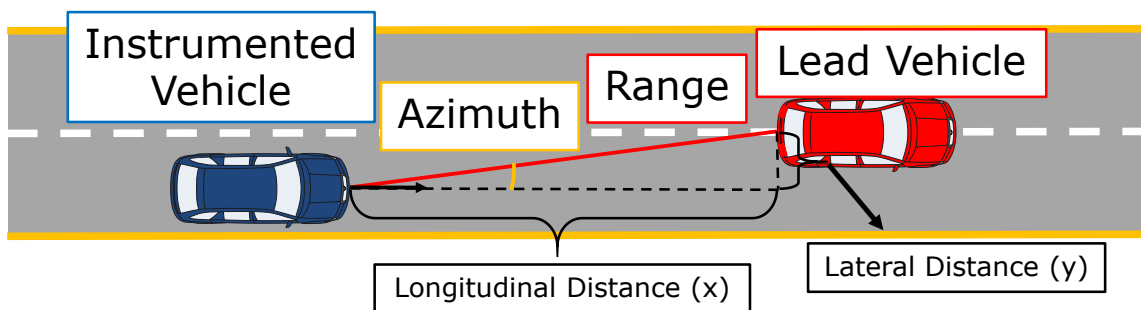 Instrumented
Vehicle
Azimuth
Range
Lead Vehicle
Longitudinal Distance (x)
Lateral Distance (y)